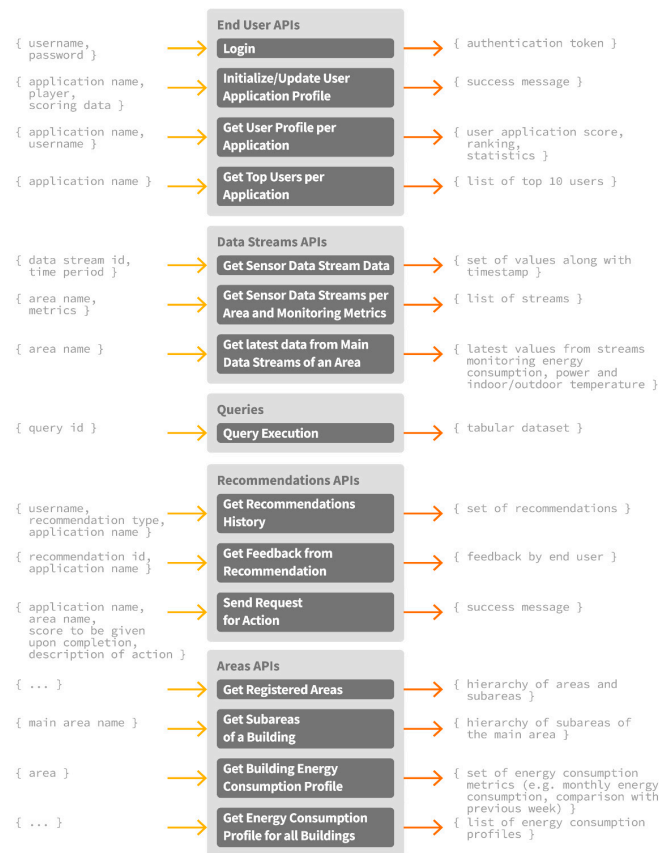 End User APIs
{ username,
password }
Login
{ authentication token }
{ application name,
player,
scoring data }
Initialize/Update User
Application Profile
{ success message }
{ application name,
username }
Get User Profile per
Application
{ user application score,
ranking,
statistics }
{ application name }
Get Top Users per
Application
{ list of top 10 users }
Data Streams APIs
{ data stream id,
time period }
Get Sensor Data Stream Data
{ set of values along with
timestamp }
{ area name,
metrics }
Get Sensor Data Streams per
Area and Monitoring Metrics
{ list of streams }
{ area name }
Get latest data from Main
Data Streams of an Area
{ latest values from streams
monitoring energy
consumption, power and
indoor/outdoor temperature }
Queries
{ query id }
Query Execution
{ tabular dataset }
Recommendations APIs
{ username,
recommendation type,
application name }
Get Recommendations
History
{ set of recommendations }
{ recommendation id,
application name }
Get Feedback from
Recommendation
{ feedback by end user }
{ application name,
area name,
score to be given
upon completion,
description of action }
Send Request
for Action
{ success message }
Areas APIs
{ ... }
Get Registered Areas
{ hierarchy of areas and
subareas }
{ main area name }
Get Subareas
of a Building
{ hierarchy of subareas of
the main area }
{ area }
Get Building Energy
Consumption Profile
{ set of energy consumption
metrics (e.g. monthly energy
consumption, comparison with
previous week) }
{ ... }
Get Energy Consumption
Profile for all Buildings
{ list of energy consumption
profiles }